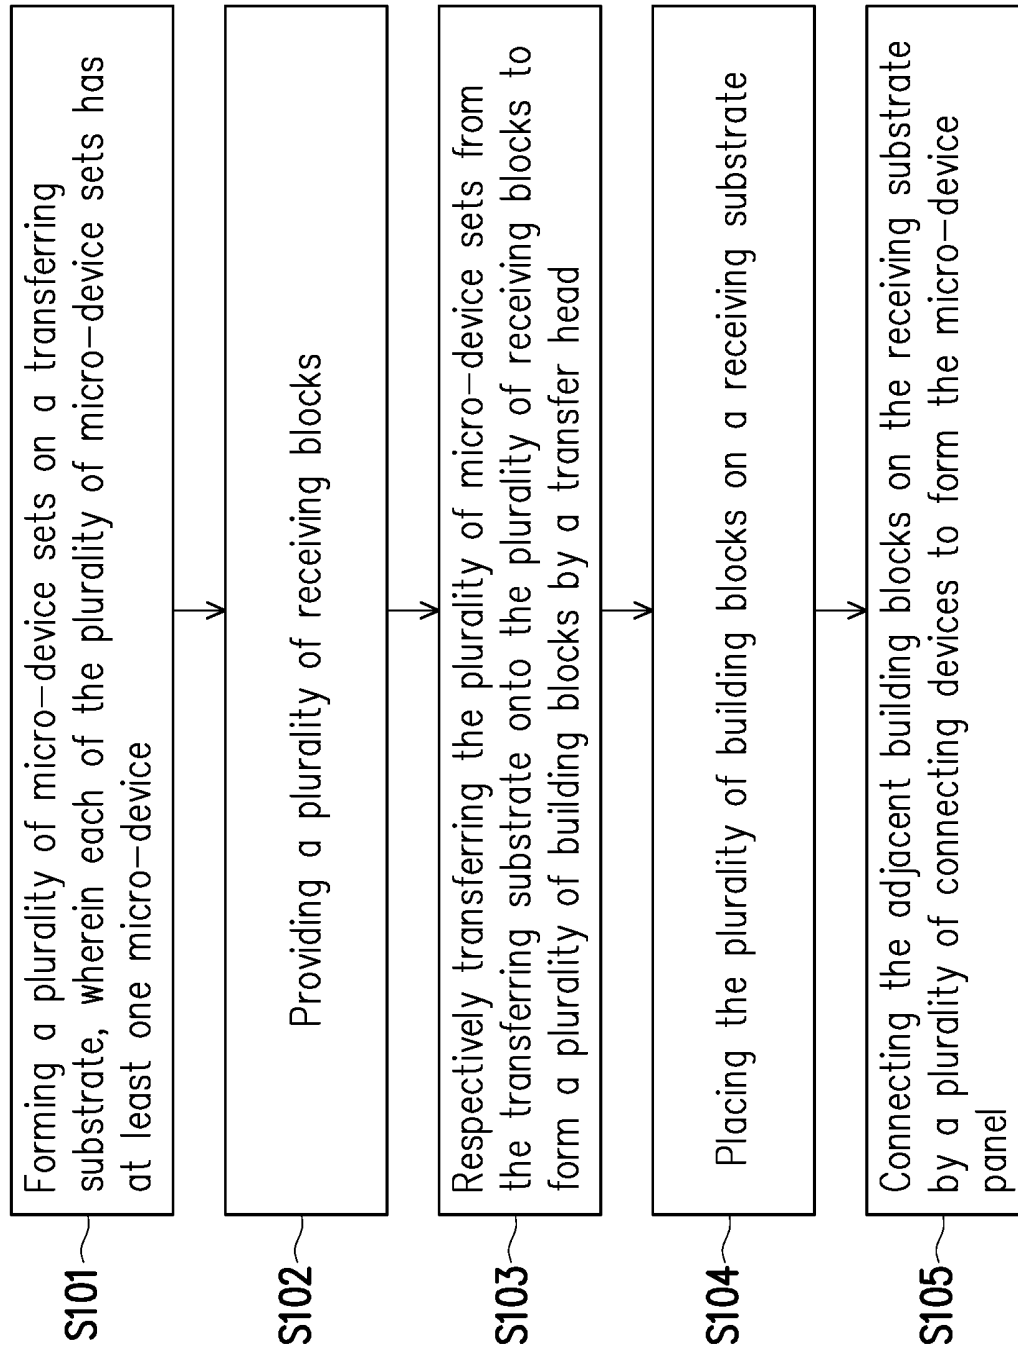 S101
Forming a plurality of micro-device sets on a transferring
substrate, wherein each of the plurality of micro-device sets has
at least one micro-device
S102
Providing a plurality of receiving blocks
S103
Respectively transferring the plurality of micro-device sets from
the transferring substrate onto the plurality of receiving blocks to
form a plurality of building blocks by a transfer head
S104
Placing the plurality of building blocks on a receiving substrate
S105
Connecting the adjacent building blocks on the receiving substrate
by a plurality of connecting devices to form the micro-device
panel